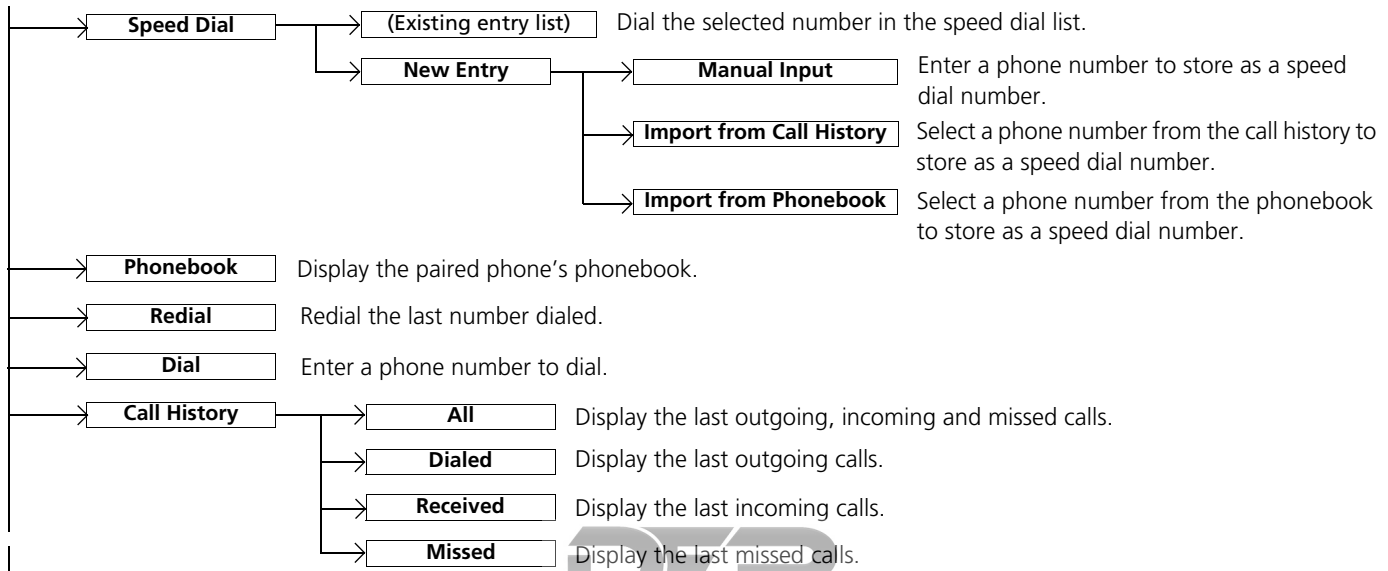 Speed Dial
(Existing entry list)
Dial the selected number in the speed dial list.
New Entry
Manual Input
Enter a phone number to store as a speed
dial number.
Import from Call History
Select a phone number from the call history to
store as a speed dial number.
Import from Phonebook
Select a phone number from the phonebook
to store as a speed dial number.
Phonebook
Display the paired phone’s phonebook.
Redial
Redial the last number dialed.
Dial
Enter a phone number to dial.
Call History
All
Display the last outgoing, incoming and missed calls.
Dialed
Display the last outgoing calls.
Received
Display the last incoming calls.
Missed
Display the last missed calls.